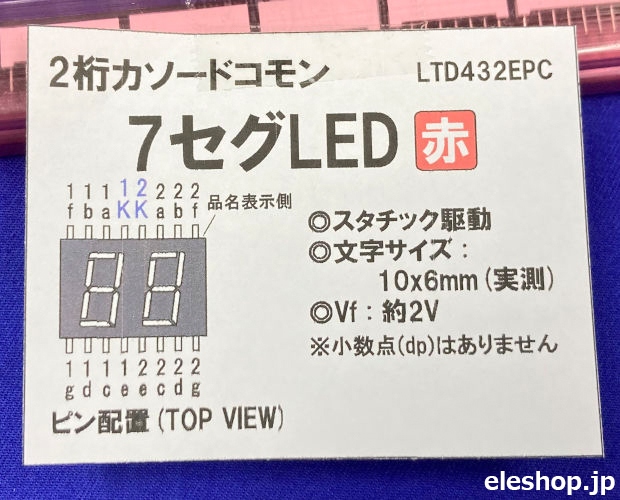 2桁カソードコモン LTD432EPC
7セグLED 赤
1 1 1 1 2 2 2 2
f b a K K a b f
品名表示側
◎スタチック駆動
◎文字サイズ：
10x6mm(実測)
◎Vf：約2V
※小数点(dp)はありません
88
1 1 1 1 2 2 2 2
g d c e e c d g
ピン配置(TOP VIEW)
eleshop.jp